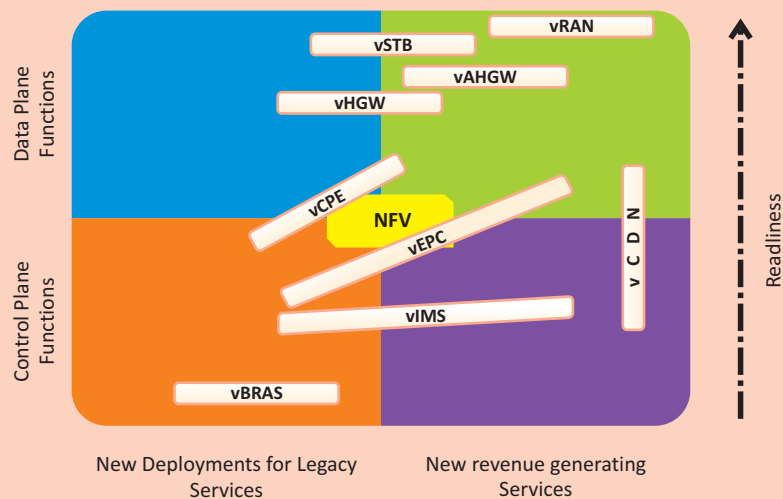 vRAN
vSTB
vAHGW
vHGW
Data Plane
Functions
vCPE
NFV
vEPC
v C D N
Readliness
vIMS
Control Plane
Functions
vBRAS
New Deployments for Legacy
Services
New revenue generating
Services